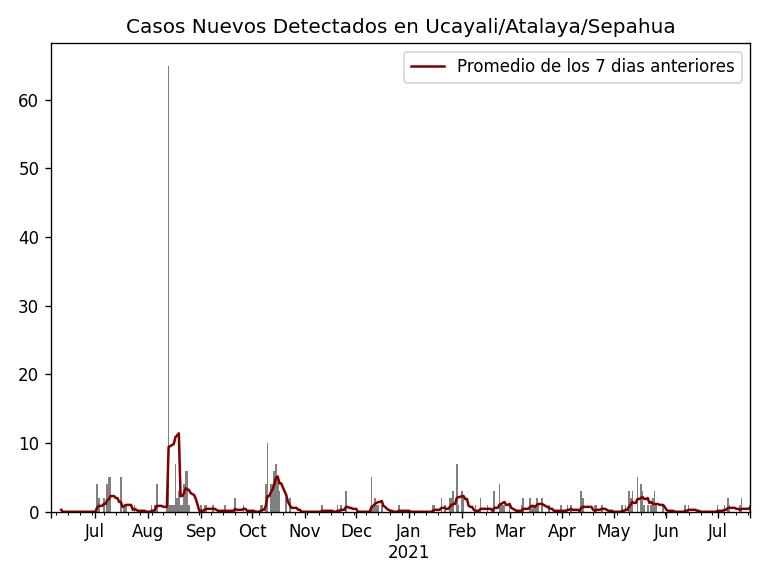 Casos Nuevos Detectados en Ucayali/Atalaya/Sepahua
Promedio de los 7 dias anteriores
60
50
40
30
20
10
0
Jul Aug Sep Oct Nov Dec Jan Feb Mar Apr May Jun Jul
2021